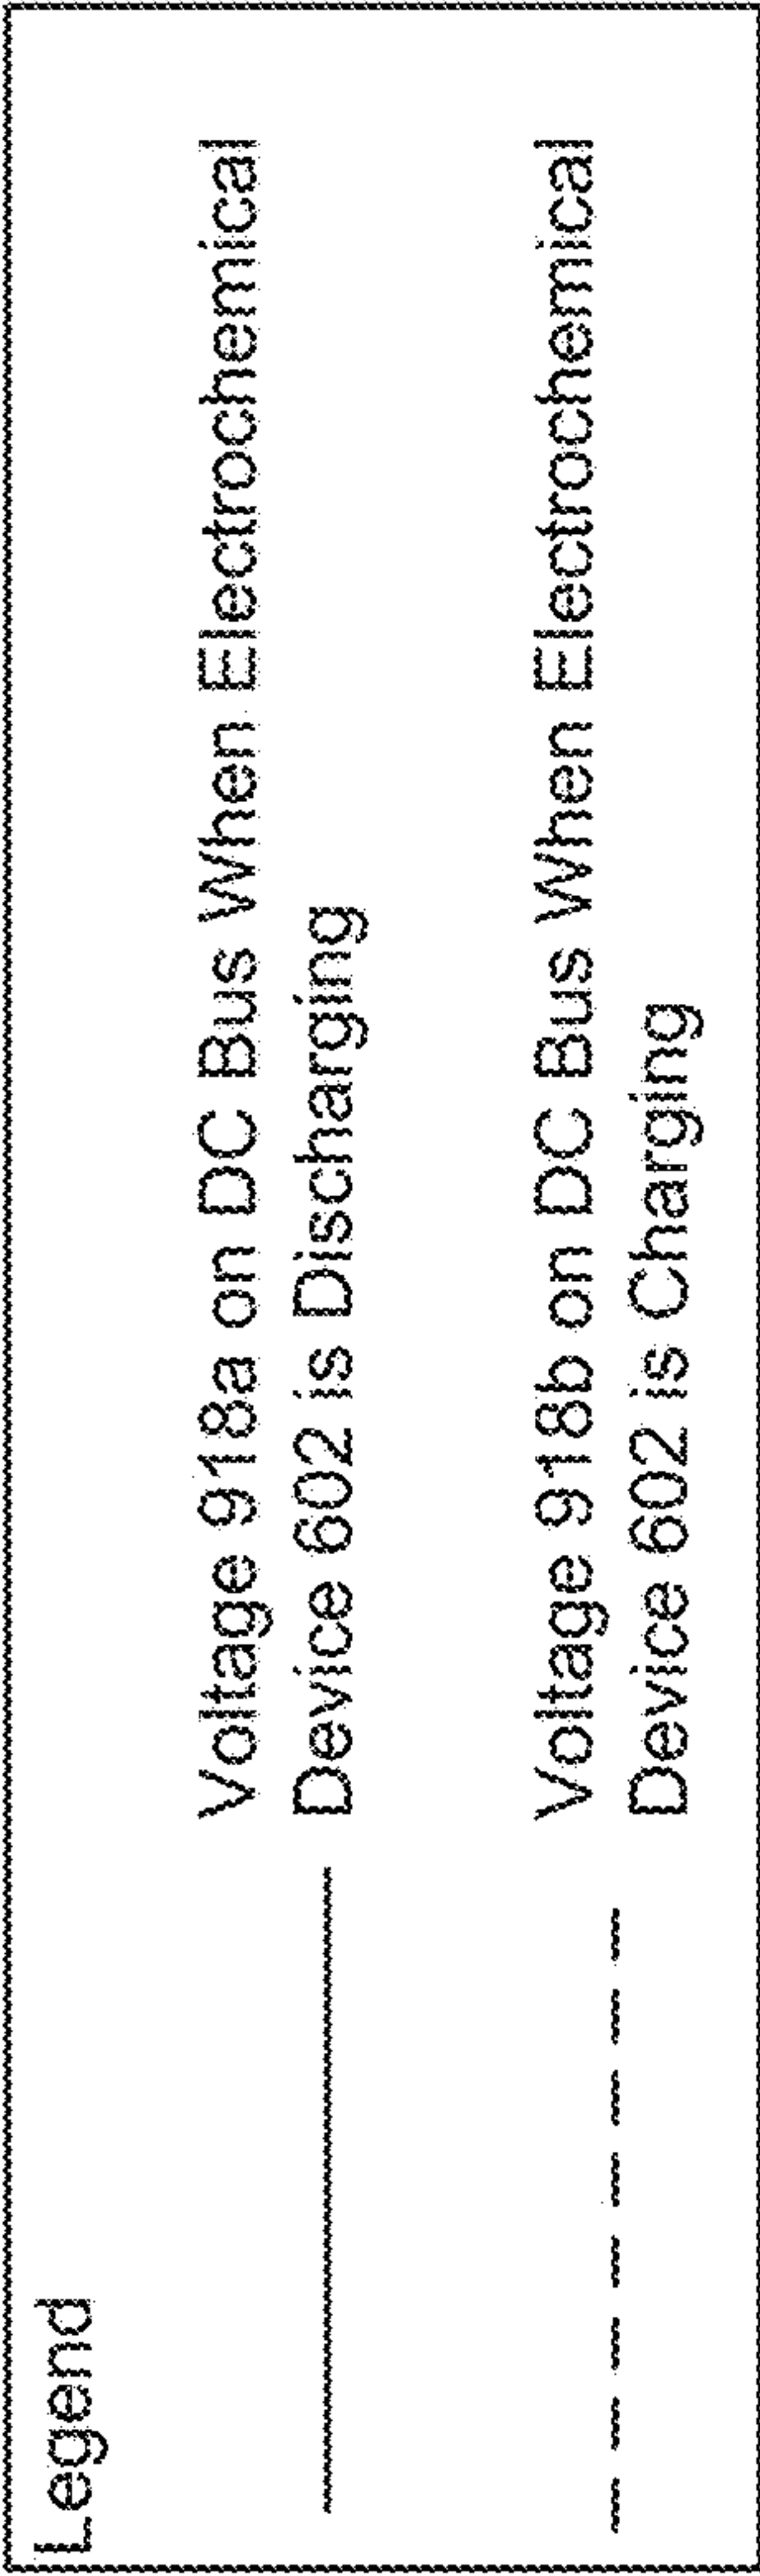 Legend
Voltage 918a on DC Bus When Electrochemical
Device 602 is Discharging
Voltage 918b on DC Bus When Electrochemical
Device 602 is Charging